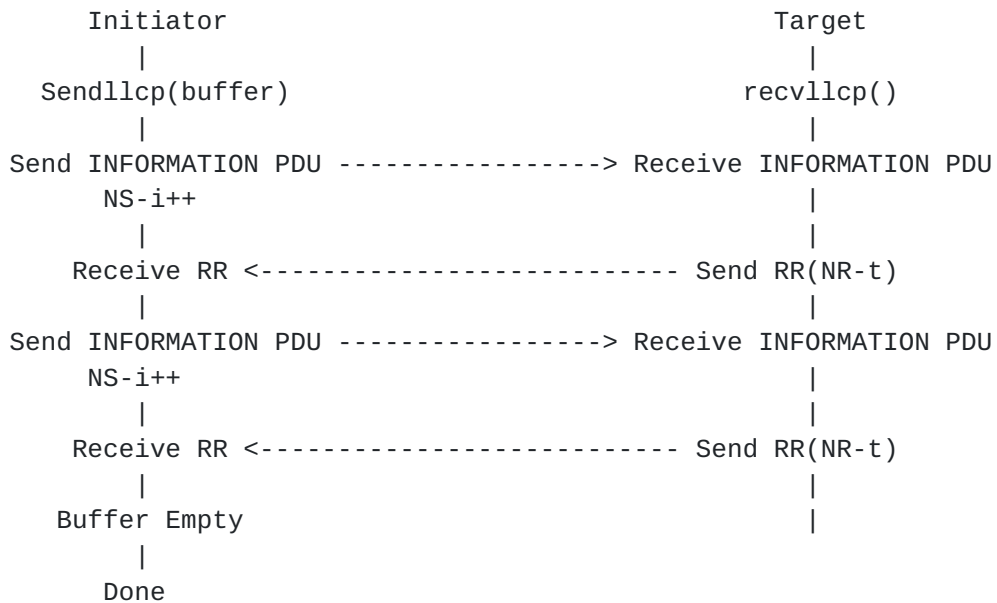 Initiator Target
| |
Sendllcp(buffer) recvllcp()
| |
Send INFORMATION PDU -----------------> Receive INFORMATION PDU
NS-i++ |
| |
Receive RR <--------------------------- Send RR(NR-t)
| |
Send INFORMATION PDU -----------------> Receive INFORMATION PDU
NS-i++ |
| |
Receive RR <--------------------------- Send RR(NR-t)
| |
Buffer Empty |
|
Done